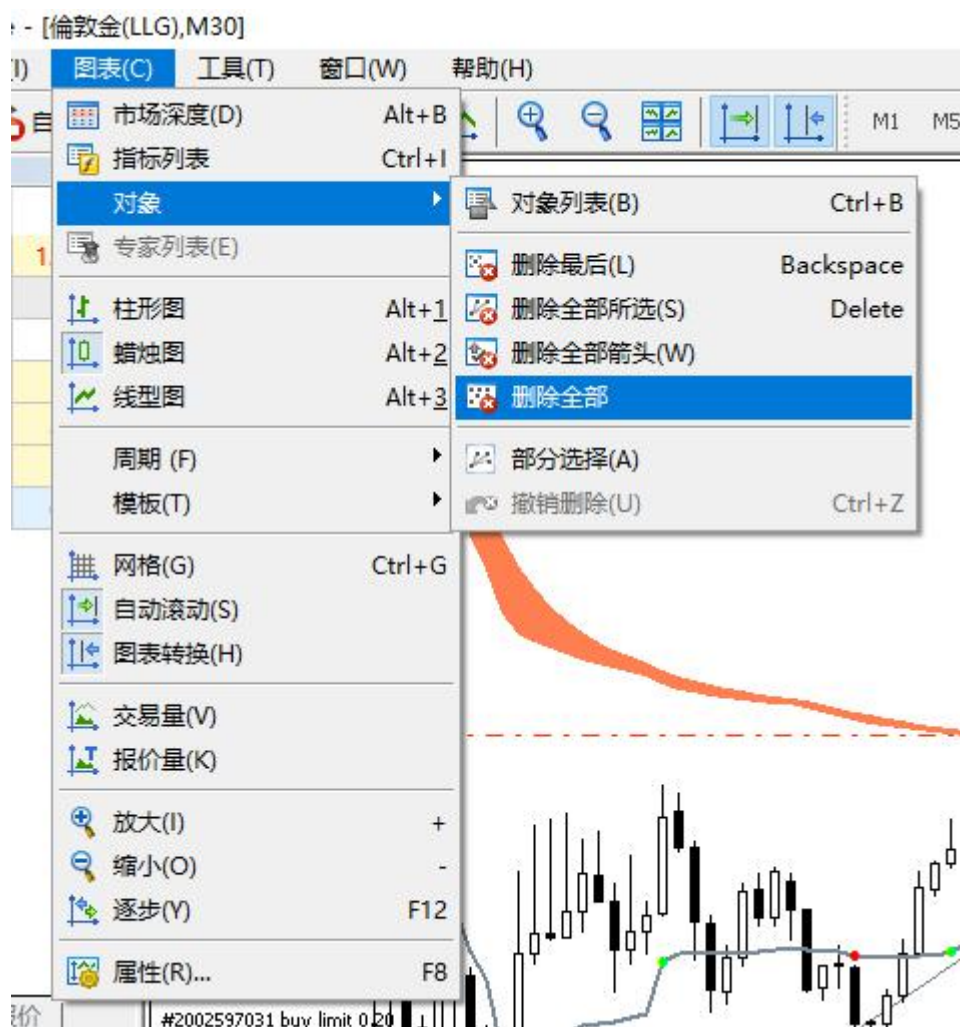 - [倫敦金(LLG),M30]
图表(C) 工具(T) 窗口(W) 帮助(H)
自 M1 M5
市场深度(D) Alt+B
指标列表 Ctrl+I
对象
专家列表(E)
柱形图 Alt+1
蜡烛图 Alt+2
线型图 Alt+3
周期 (F)
模板(T)
网格(G) Ctrl+G
自动滚动(S)
图表转换(H)
交易量(V)
报价量(K)
放大(I) +
缩小(O) -
逐步(Y) F12
属性(R)... F8
对象列表(B) Ctrl+B
删除最后(L) Backspace
删除全部所选(S) Delete
删除全部箭头(W)
删除全部
部分选择(A)
撤销删除(U) Ctrl+Z
#2002597031 buy limit 0.20